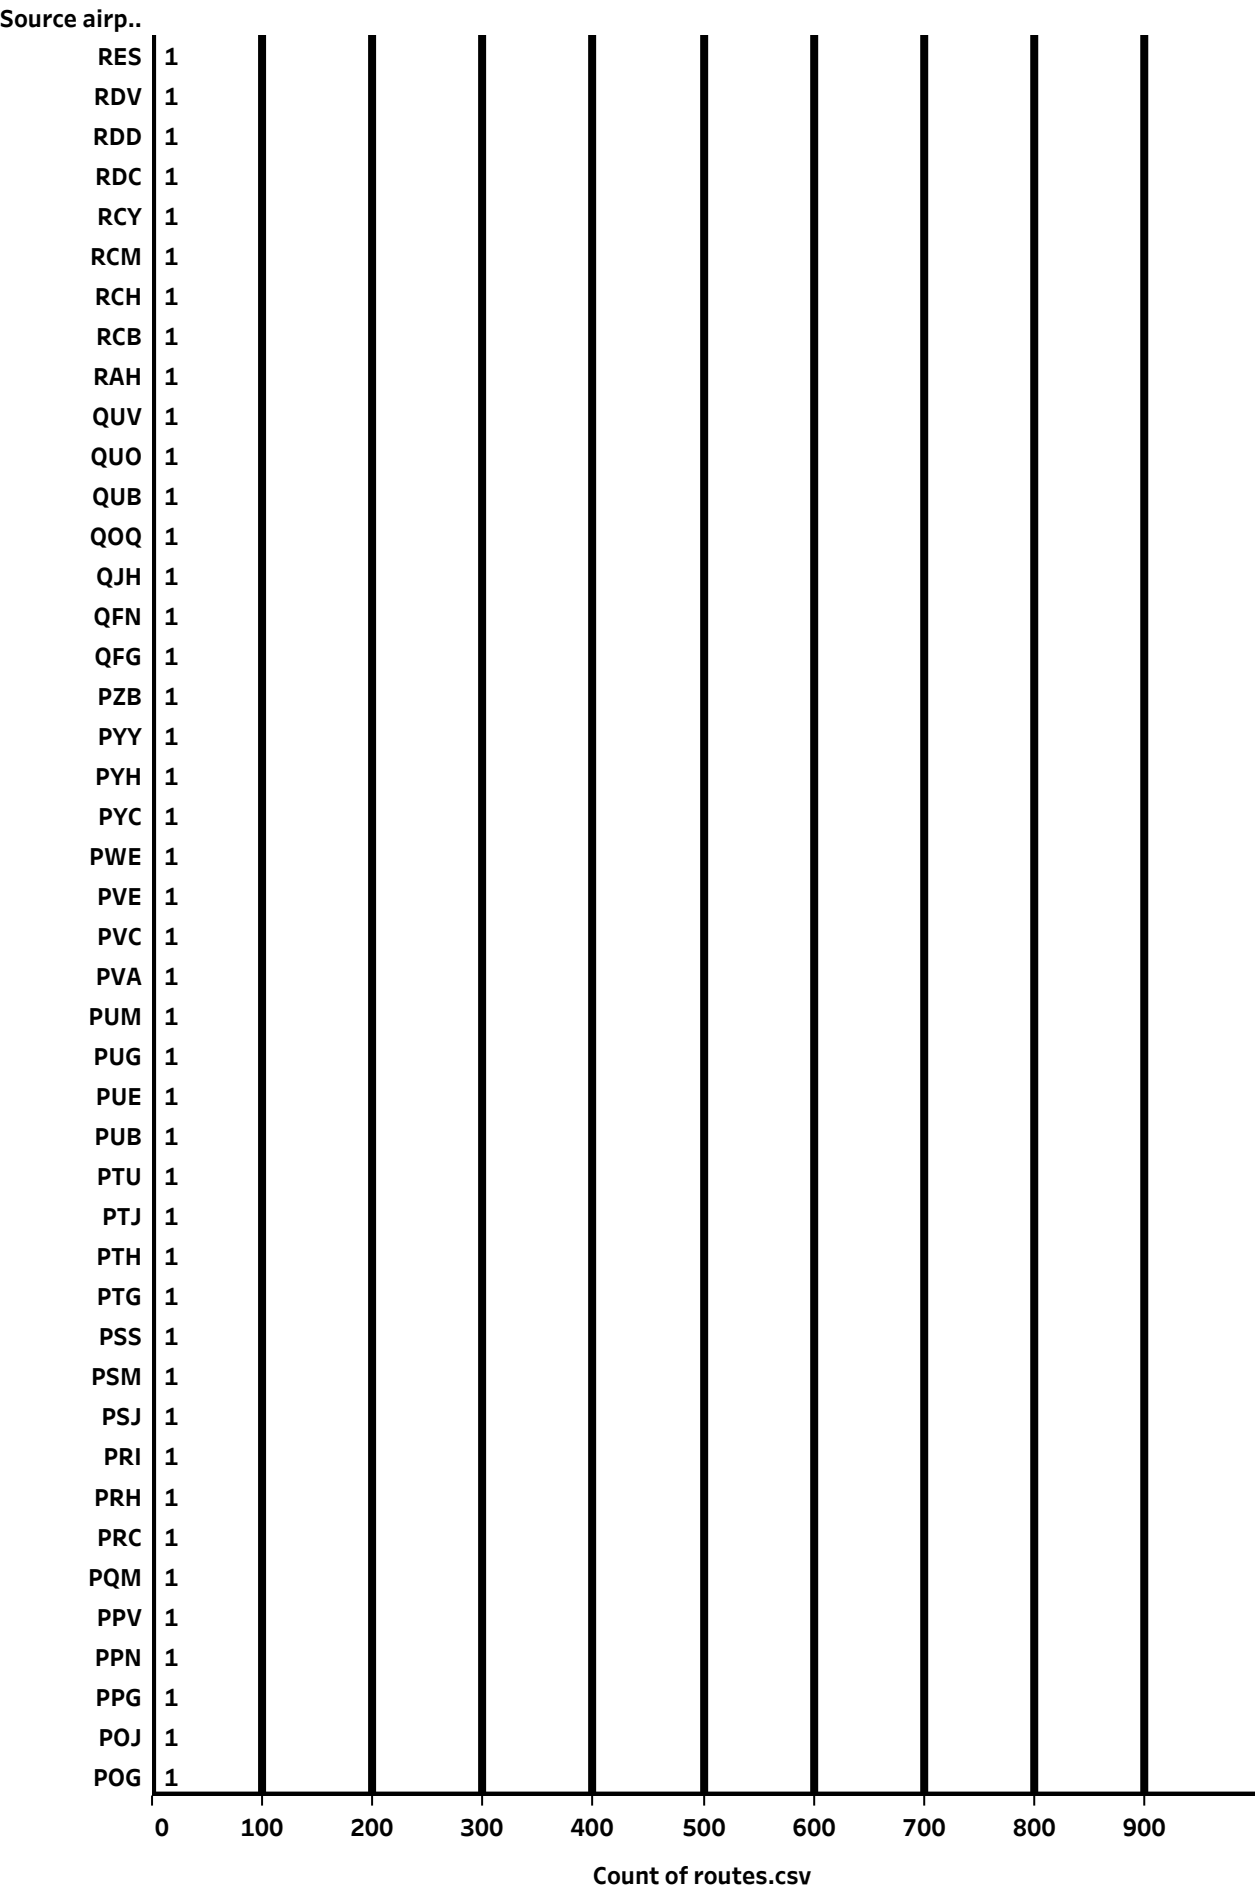 Source airp..
RES 1
RDV 1
RDD 1
RDC 1
RCY 1
RCM 1
RCH 1
RCB 1
RAH 1
QUV 1
QUO 1
QUB 1
QOQ 1
QJH 1
QFN 1
QFG 1
PZB 1
PYY 1
PYH 1
PYC 1
PWE 1
PVE 1
PVC 1
PVA 1
PUM 1
PUG 1
PUE 1
PUB 1
PTU 1
PTJ 1
PTH 1
PTG 1
PSS 1
PSM 1
PSJ 1
PRI 1
PRH 1
PRC 1
PQM 1
PPV 1
PPN 1
PPG 1
POJ 1
POG 1
0 100 200 300 400 500 600 700 800 900
Count of routes.csv